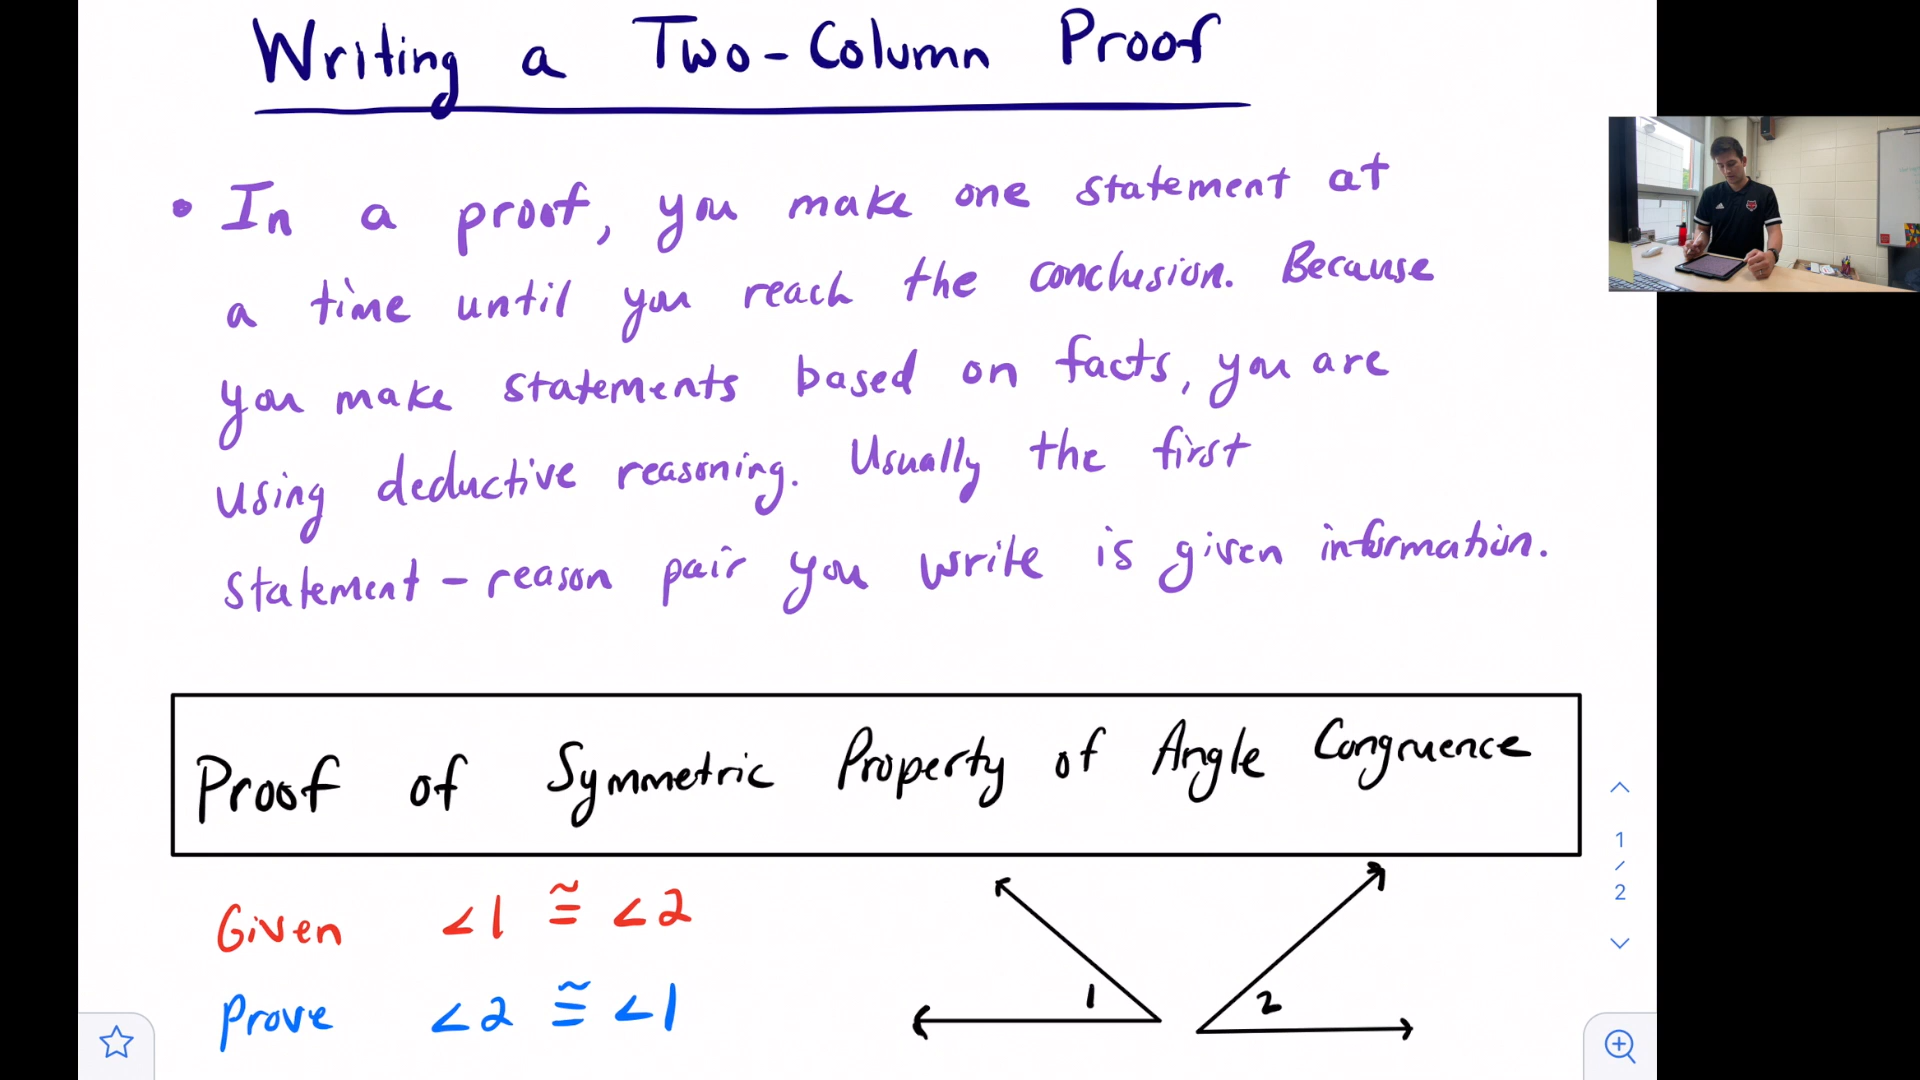 Writing a Two-Column Proof
• In a proof, you make one statement at
a time until you reach the conclusion. Because
you make statements based on facts, you are
using deductive reasoning. Usually the first
statement - reason pair you write is given information.
Proof of Symmetric Property of Angle Congruence
Given ∠1 ≅ ∠2
Prove ∠2 ≅ ∠1
1
2
1
/
2